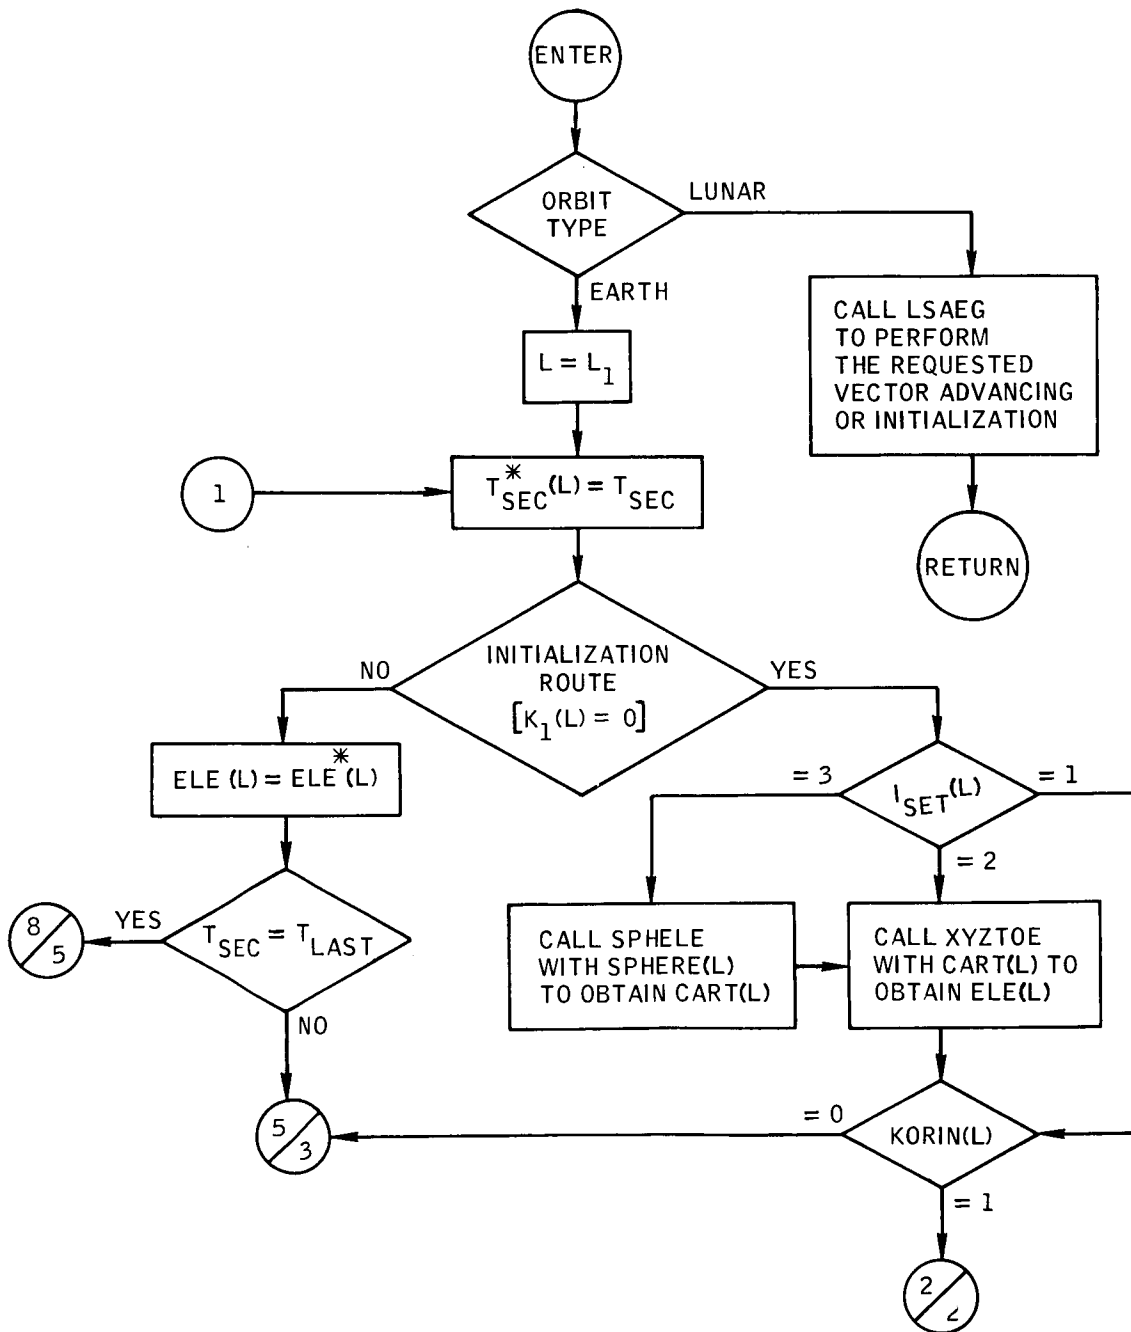 ENTER
ORBIT
TYPE
LUNAR
EARTH
CALL LSAEG
TO PERFORM
THE REQUESTED
VECTOR ADVANCING
OR INITIALIZATION
L = L1
1
T*SEC(L) = TSEC
RETURN
INITIALIZATION
ROUTE
[K1(L) = 0]
NO
YES
ELE(L) = ELE*(L)
= 3
ISET(L)
= 1
= 2
8/5
YES
TSEC = TLAST
NO
CALL SPHELE
WITH SPHERE(L)
TO OBTAIN CART(L)
CALL XYZTOE
WITH CART(L) TO
OBTAIN ELE(L)
5/3
= 0
KORIN(L)
= 1
2/